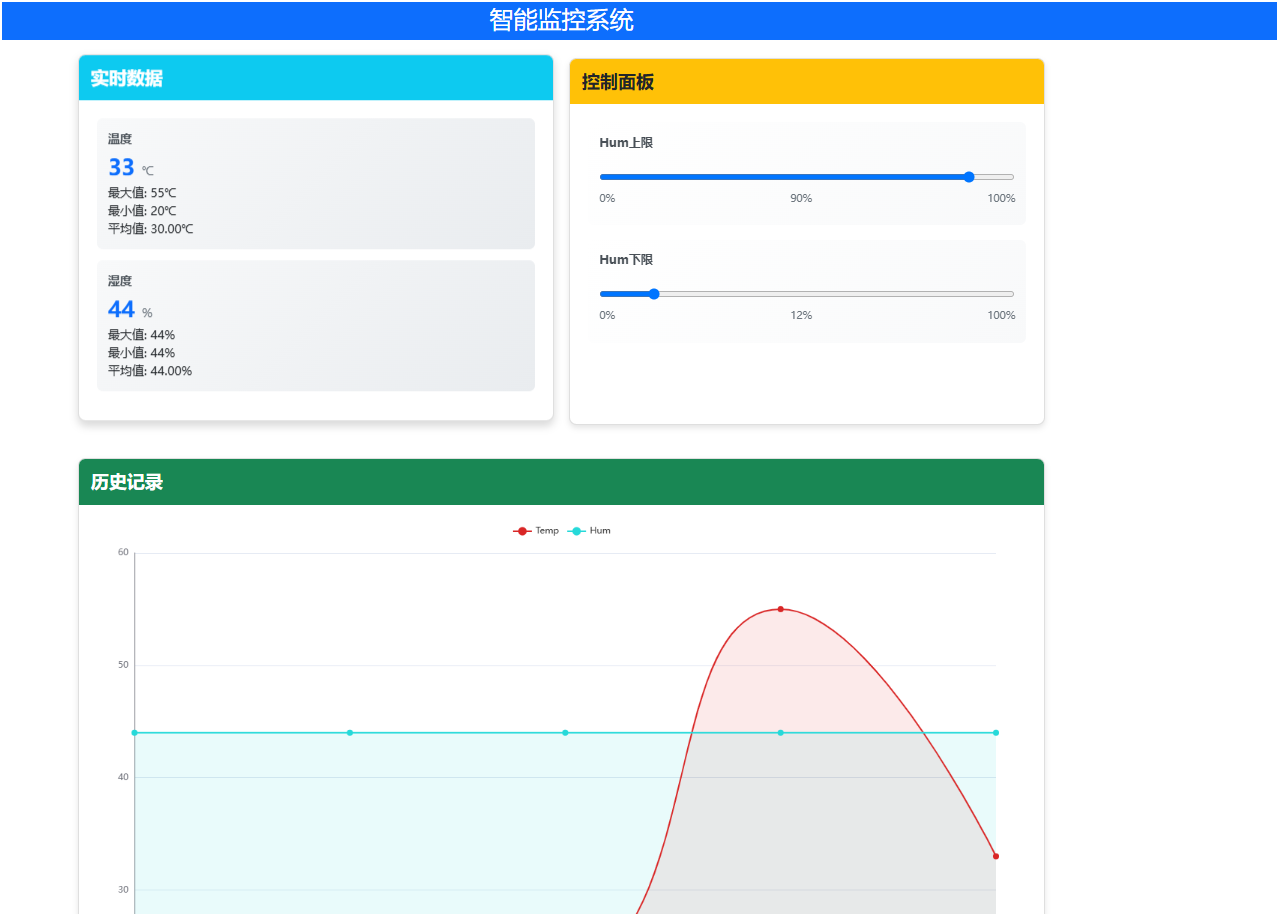 智能监控系统
实时数据
温度
33 ℃
最大值: 55℃
最小值: 20℃
平均值: 30.00℃
湿度
44 %
最大值: 44%
最小值: 44%
平均值: 44.00%
控制面板
Hum上限
0% 90% 100%
Hum下限
0% 12% 100%
历史记录
Temp Hum
60
50
40
30